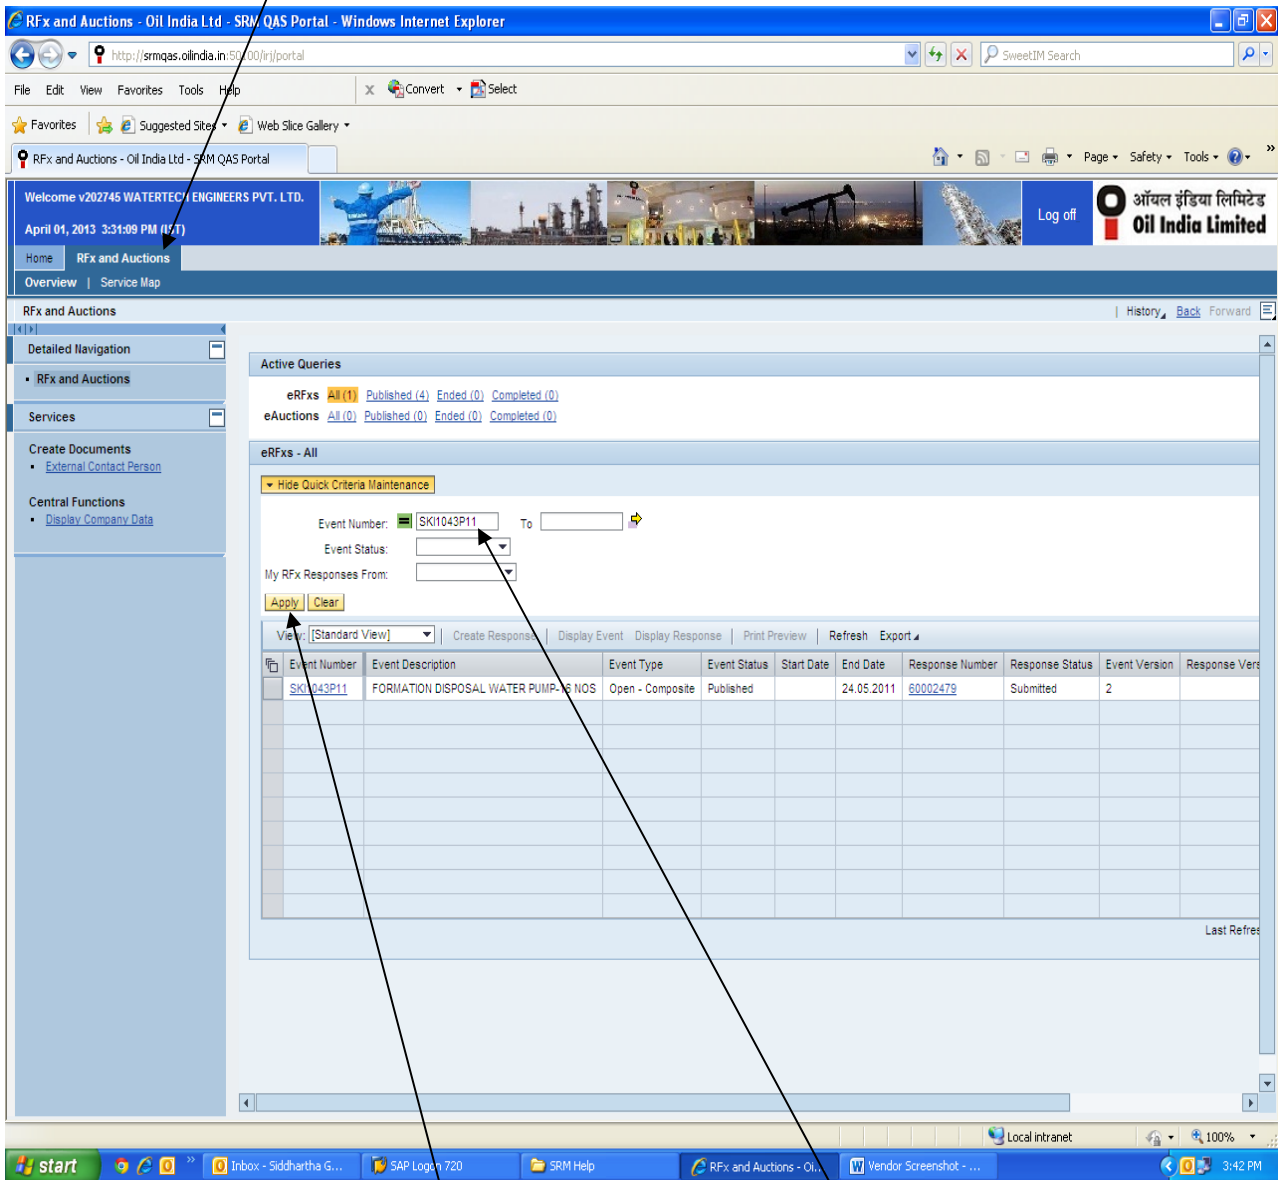 RFx and Auctions - Oil India Ltd - SRM QAS Portal - Windows Internet Explorer
http://srmqas.oilindia.in:50100/irj/portal
SweetIM Search
File Edit View Favorites Tools Help
x Convert Select
Favorites Suggested Sites Web Slice Gallery
RFx and Auctions - Oil India Ltd - SRM QAS Portal
Page Safety Tools »
Welcome v202745 WATERTECH ENGINEERS PVT. LTD.
April 01, 2013 3:31:09 PM (IST)
Log off
ऑयल इंडिया लिमिटेड
Oil India Limited
Home RFx and Auctions
Overview | Service Map
RFx and Auctions
| History Back Forward
Detailed Navigation
RFx and Auctions
Services
Create Documents
External Contact Person
Central Functions
Display Company Data
Active Queries
eRFxs All (1) Published (4) Ended (0) Completed (0)
eAuctions All (0) Published (0) Ended (0) Completed (0)
eRFxs - All
Hide Quick Criteria Maintenance
Event Number: SKI1043P11 To
Event Status:
My RFx Responses From:
Apply Clear
View: [Standard View] | Create Response | Display Event Display Response | Print Preview | Refresh Export
Event Number Event Description Event Type Event Status Start Date End Date Response Number Response Status Event Version Response Vers
SKI1043P11 FORMATION DISPOSAL WATER PUMP-16 NOS Open - Composite Published 24.05.2011 60002479 Submitted 2
Last Refres
Local intranet 100%
start » Inbox - Siddhartha G... SAP Logon 720 SRM Help RFx and Auctions - Oi... Vendor Screenshot - ... 3:42 PM